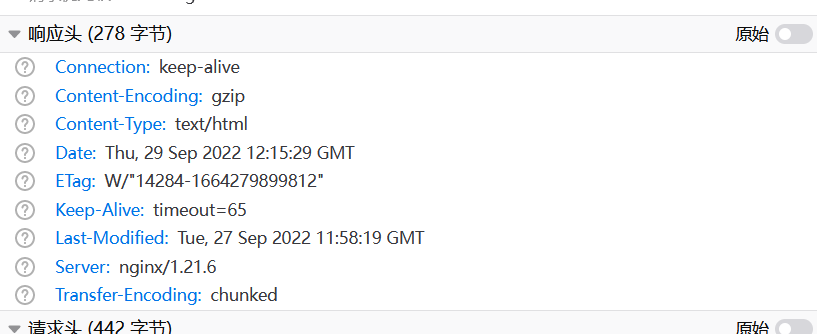 响应头 (278 字节) 原始
Connection: keep-alive
Content-Encoding: gzip
Content-Type: text/html
Date: Thu, 29 Sep 2022 12:15:29 GMT
ETag: W/"14284-1664279899812"
Keep-Alive: timeout=65
Last-Modified: Tue, 27 Sep 2022 11:58:19 GMT
Server: nginx/1.21.6
Transfer-Encoding: chunked
请求头 (442 字节) 原始